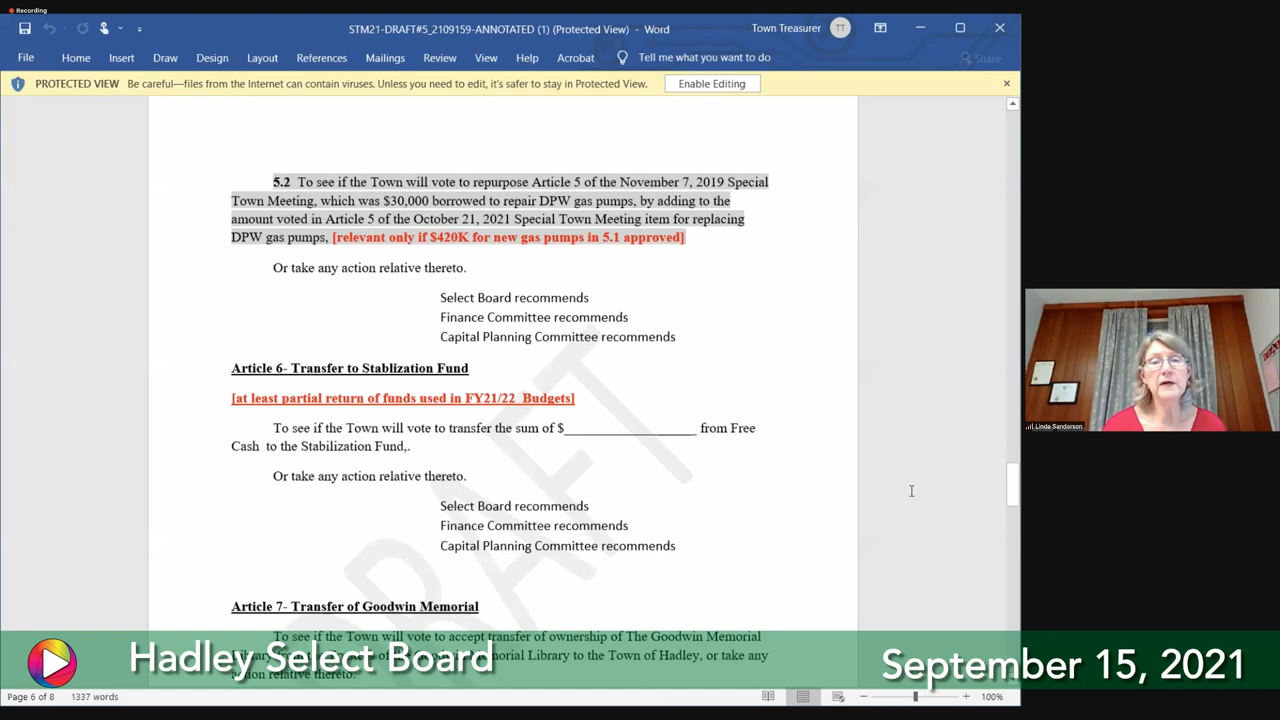 Recording
STM21-DRAFT#5_2109159-ANNOTATED (1) (Protected View) - Word
Town Treasurer
TT
File Home Insert Draw Design Layout References Mailings Review View Help Acrobat Tell me what you want to do Share
PROTECTED VIEW Be careful—files from the Internet can contain viruses. Unless you need to edit, it's safer to stay in Protected View. Enable Editing
5.2 To see if the Town will vote to repurpose Article 5 of the November 7, 2019 Special
Town Meeting, which was $30,000 borrowed to repair DPW gas pumps, by adding to the
amount voted in Article 5 of the October 21, 2021 Special Town Meeting item for replacing
DPW gas pumps, [relevant only if $420K for new gas pumps in 5.1 approved]
Or take any action relative thereto.
Select Board recommends
Finance Committee recommends
Capital Planning Committee recommends
Article 6- Transfer to Stablization Fund
[at least partial return of funds used in FY21/22 Budgets]
To see if the Town will vote to transfer the sum of $____________________ from Free
Cash to the Stabilization Fund,.
Or take any action relative thereto.
Select Board recommends
Finance Committee recommends
Capital Planning Committee recommends
DRAFT
Article 7- Transfer of Goodwin Memorial
To see if the Town will vote to accept transfer of ownership of The Goodwin Memorial
Memorial Library to the Town of Hadley, or take any
action relative thereto.
Linda Sanderson
Hadley Select Board
September 15, 2021
Page 6 of 8 1337 words
100%